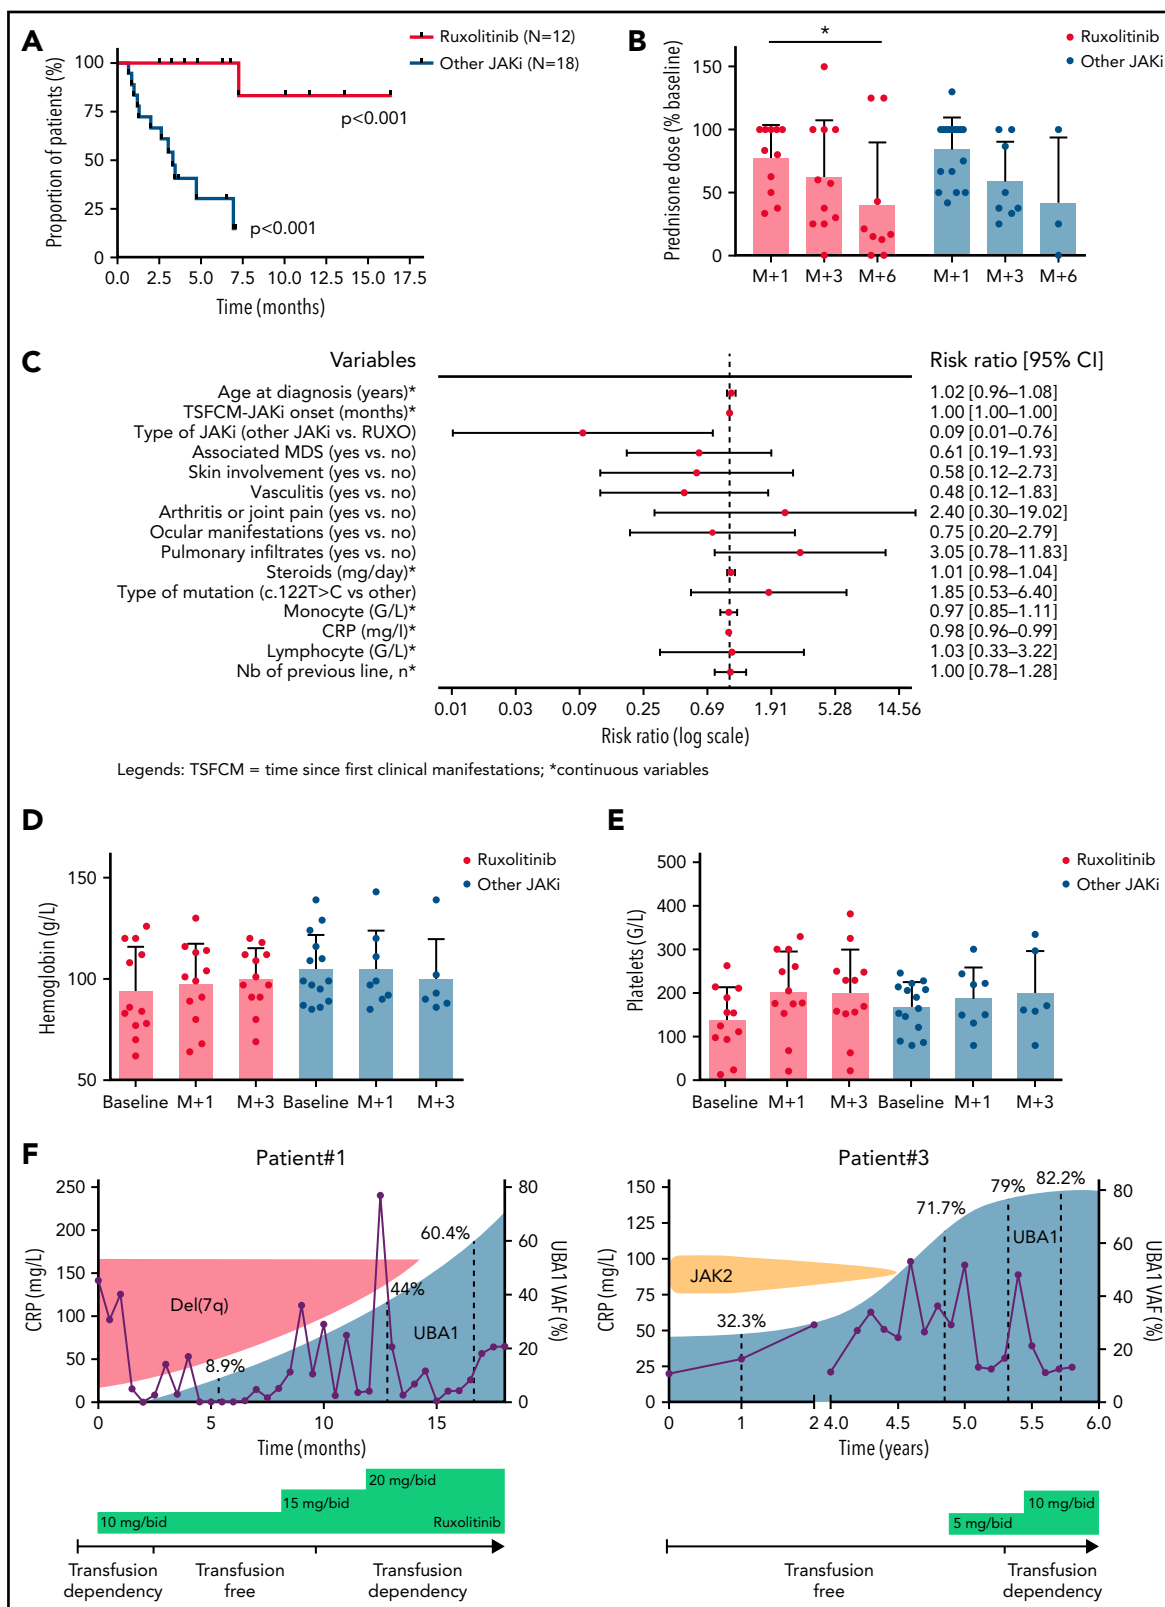 A
Ruxolitinib (N=12)
Other JAKi (N=18)
Proportion of patients (%)
100
75
50
25
0
p<0.001
p<0.001
0.0 2.5 5.0 7.5 10.0 12.5 15.0 17.5
Time (months)
B
Ruxolitinib
Other JAKi
*
Prednisone dose (% baseline)
150
100
50
0
M+1 M+3 M+6 M+1 M+3 M+6
C
Variables Risk ratio [95% CI]
Age at diagnosis (years)* 1.02 [0.96–1.08]
TSFCM-JAKi onset (months)* 1.00 [1.00–1.00]
Type of JAKi (other JAKi vs. RUXO) 0.09 [0.01–0.76]
Associated MDS (yes vs. no) 0.61 [0.19–1.93]
Skin involvement (yes vs. no) 0.58 [0.12–2.73]
Vasculitis (yes vs. no) 0.48 [0.12–1.83]
Arthritis or joint pain (yes vs. no) 2.40 [0.30–19.02]
Ocular manifestations (yes vs. no) 0.75 [0.20–2.79]
Pulmonary infiltrates (yes vs. no) 3.05 [0.78–11.83]
Steroids (mg/day)* 1.01 [0.98–1.04]
Type of mutation (c.122T>C vs other) 1.85 [0.53–6.40]
Monocyte (G/L)* 0.97 [0.85–1.11]
CRP (mg/l)* 0.98 [0.96–0.99]
Lymphocyte (G/L)* 1.03 [0.33–3.22]
Nb of previous line, n* 1.00 [0.78–1.28]
0.01 0.03 0.09 0.25 0.69 1.91 5.28 14.56
Risk ratio (log scale)
Legends: TSFCM = time since first clinical manifestations; *continuous variables
D
Ruxolitinib
Other JAKi
Hemoglobin (g/L)
150
100
50
Baseline M+1 M+3 Baseline M+1 M+3
E
Ruxolitinib
Other JAKi
Platelets (G/L)
500
400
300
200
100
0
Baseline M+1 M+3 Baseline M+1 M+3
F
Patient#1
CRP (mg/L)
250
200
150
100
50
0
80
60
40
20
0
UBA1 VAF (%)
Del(7q)
8.9%
44%
60.4%
UBA1
0 5 10 15
Time (months)
20 mg/bid
15 mg/bid
10 mg/bid Ruxolitinib
Transfusion dependency
Transfusion free
Transfusion dependency
Patient#3
CRP (mg/L)
150
125
100
75
50
25
0
80
60
40
20
0
UBA1 VAF (%)
JAK2
32.3%
71.7%
79%
82.2%
UBA1
0 1 2 4.0 4.5 5.0 5.5 6.0
Time (years)
10 mg/bid
5 mg/bid
Transfusion free
Transfusion dependency